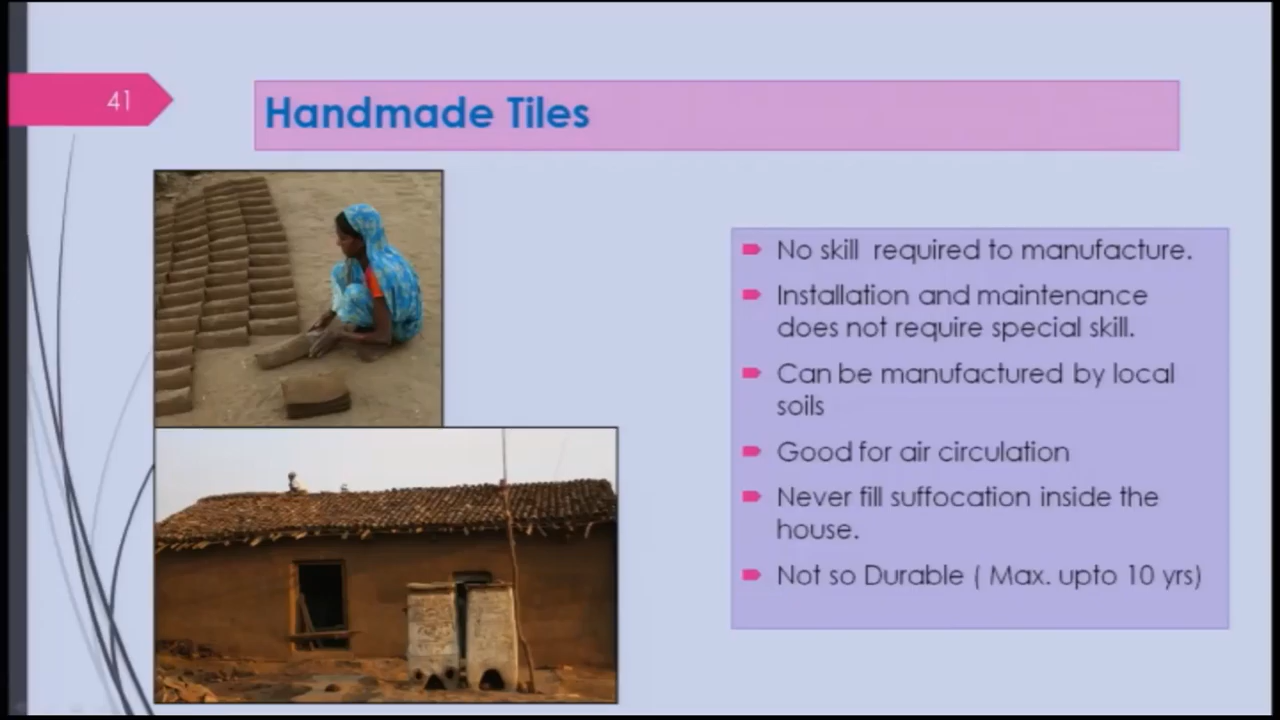 41
Handmade Tiles
No skill required to manufacture.
Installation and maintenance
does not require special skill.
Can be manufactured by local
soils
Good for air circulation
Never fill suffocation inside the
house.
Not so Durable ( Max. upto 10 yrs)